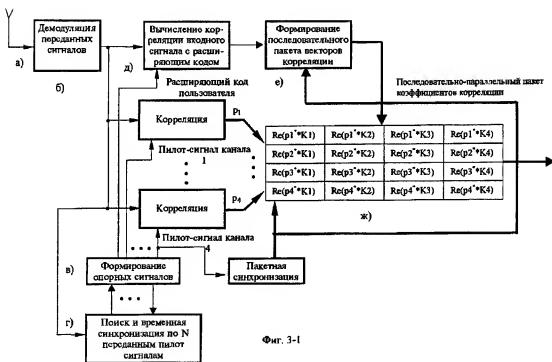 Демодуляция
переданных
сигналов
а)
б)
Вычисленио кор-
реляции входного
сигнала с расши-
ряющим кодом
д)
Формирование
последовательного
пакета векторов
корреляции
е)
Последовательно-параллельный пакет
коэффициентов корреляции
Расширяющий код
пользователя
Корреляция
P1
Пилот-сигнал канала
1
Корреляция
P4
Пилот-сигнал канала
4
Re(p1*K1) Re(p1*K2) Re(p1*K3) Re(p1*K4)
Re(p2*K1) Re(p2*K2) Re(p2*K3) Re(p2*K4)
Re(p3*K1) Re(p3*K2) Re(p3*K3) Re(p3*K4)
Re(p4*K1) Re(p4*K2) Re(p4*K3) Re(p4*K4)
ж)
в)
Формирование
опорных сигналов
Пакетная
синхронизация
г)
Поиск и временная
синхронизация по N
переданным пилот
сигналам
Фиг. 3-1